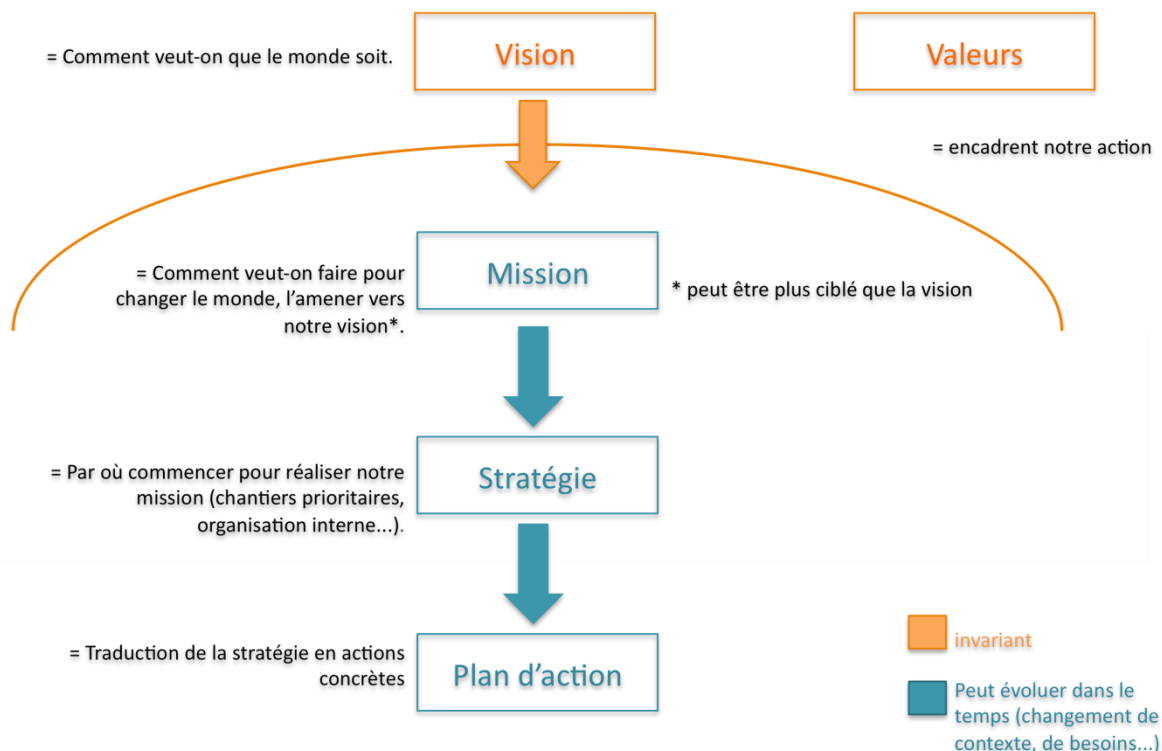 = Comment veut-on que le monde soit.
Vision
Valeurs
= encadrent notre action
= Comment veut-on faire pour
changer le monde, l’amener vers
notre vision*.
Mission
* peut être plus ciblé que la vision
= Par où commencer pour réaliser notre
mission (chantiers prioritaires,
organisation interne...).
Stratégie
= Traduction de la stratégie en actions
concrètes
Plan d’action
invariant
Peut évoluer dans le
temps (changement de
contexte, de besoins...)